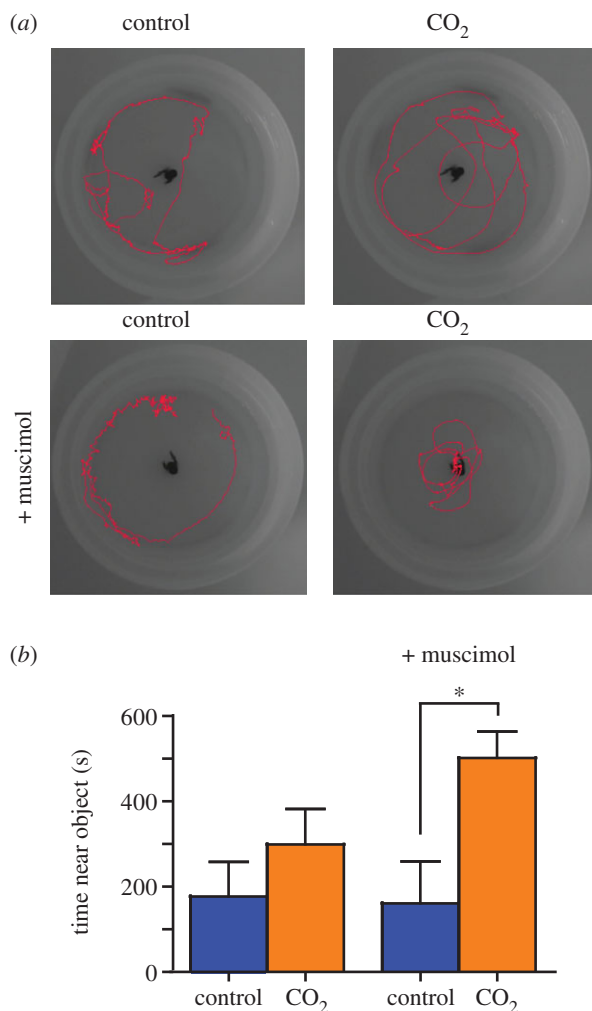 (a)
control
CO₂
control
CO₂
+ muscimol
(b)
+ muscimol
*
600
400
200
0
time near object (s)
control
CO₂
control
CO₂